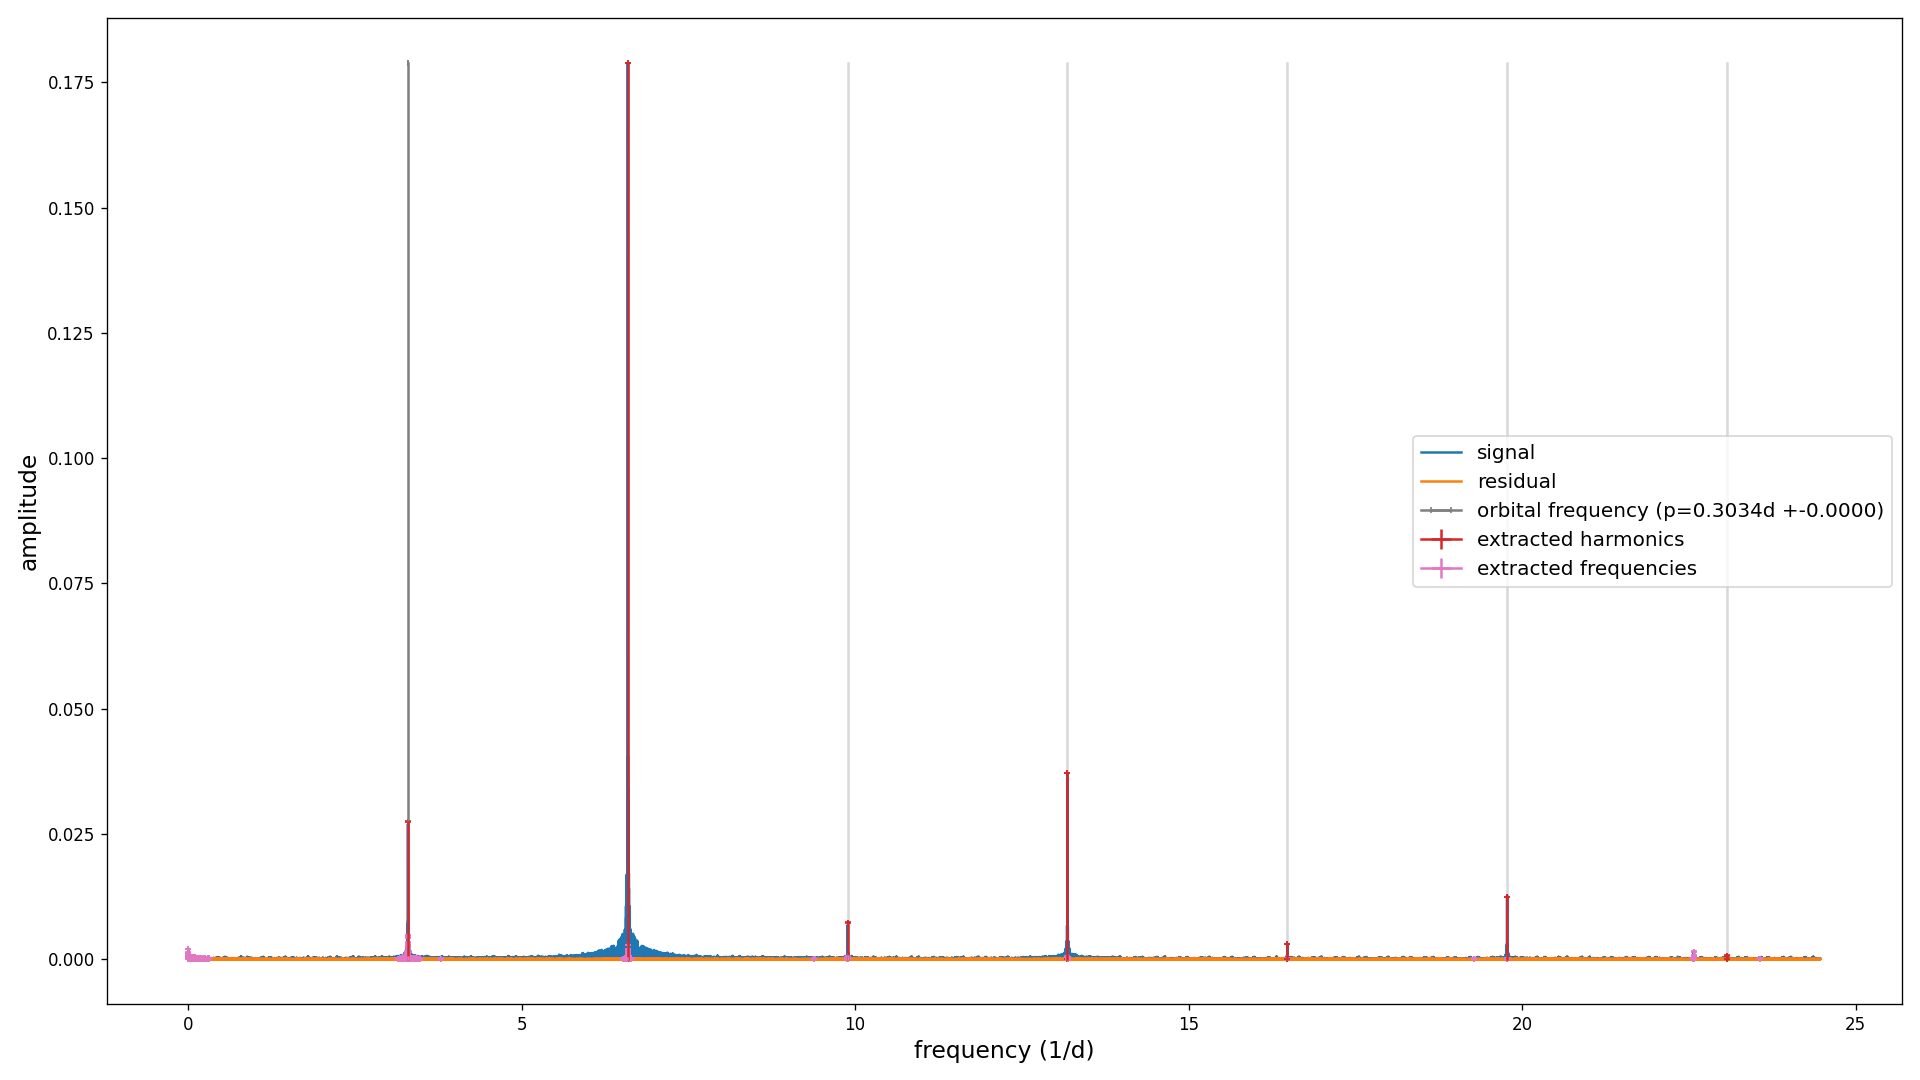 0.175
0.150
0.125
0.100
0.075
0.050
0.025
0.000
amplitude
signal
residual
orbital frequency (p=0.3034d +-0.0000)
extracted harmonics
extracted frequencies
0 5 10 15 20 25
frequency (1/d)